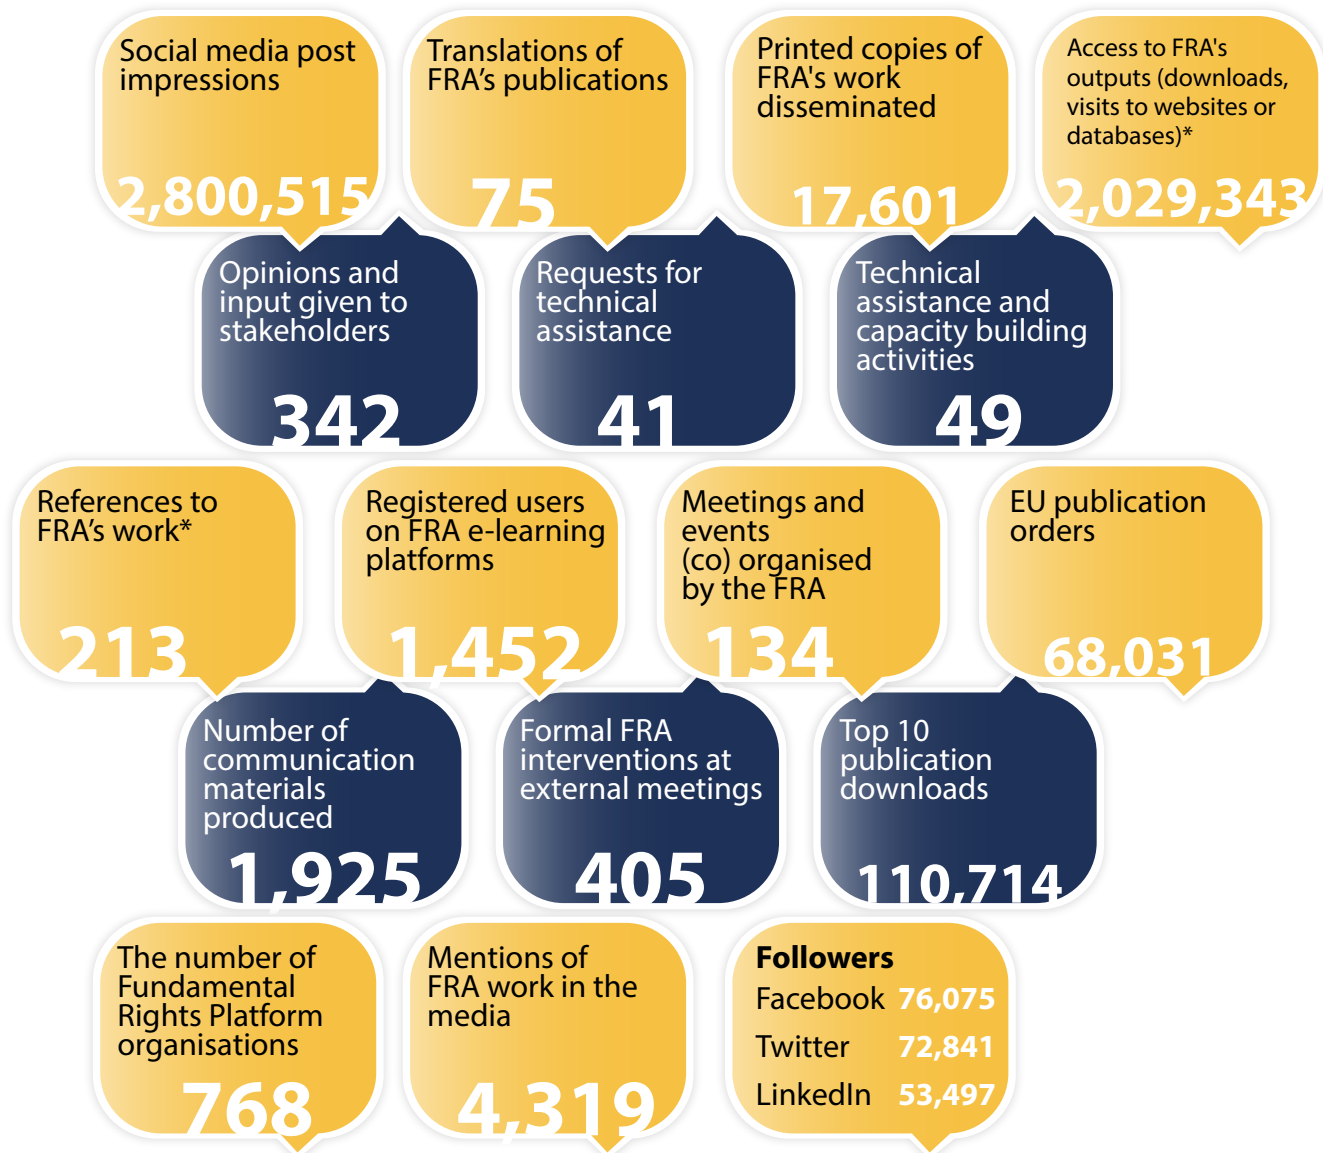 Social media post
impressions
2,800,515
Translations of
FRA’s publications
75
Printed copies of
FRA's work
disseminated
17,601
Access to FRA's
outputs (downloads,
visits to websites or
databases)*
2,029,343
Opinions and
input given to
stakeholders
342
Requests for
technical
assistance
41
Technical
assistance and
capacity building
activities
49
References to
FRA’s work*
213
Registered users
on FRA e-learning
platforms
1,452
Meetings and
events
(co) organised
by the FRA
134
EU publication
orders
68,031
Number of
communication
materials
produced
1,925
Formal FRA
interventions at
external meetings
405
Top 10
publication
downloads
110,714
The number of
Fundamental
Rights Platform
organisations
768
Mentions of
FRA work in the
media
4,319
Followers
Facebook 76,075
Twitter 72,841
LinkedIn 53,497